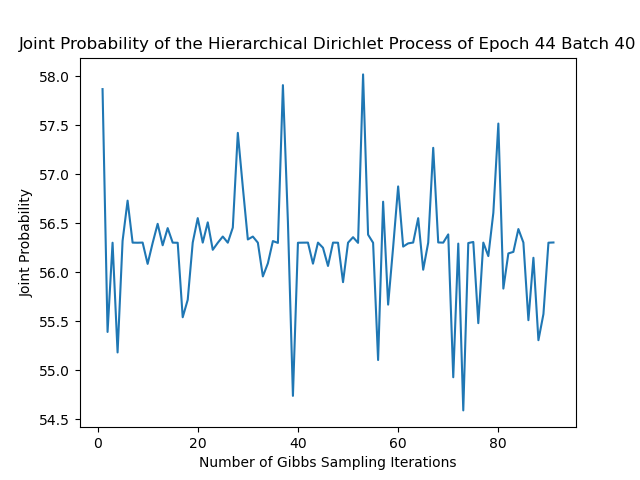 Joint Probability of the Hierarchical Dirichlet Process of Epoch 44 Batch 40
58.0
57.5
57.0
56.5
56.0
55.5
55.0
54.5
Joint Probability
0 20 40 60 80
Number of Gibbs Sampling Iterations